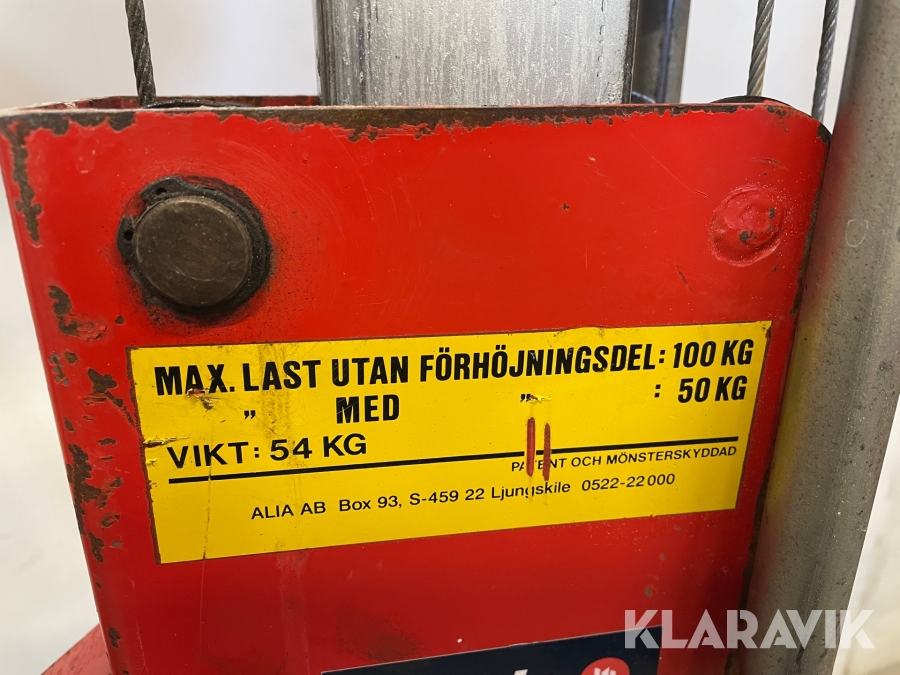 MAX. LAST UTAN FÖRHÖJNINGSDEL: 100 KG
„ MED „ : 50 KG
VIKT: 54 KG
PATENT OCH MÖNSTERSKYDDAD
ALIA AB Box 93, S-459 22 Ljungskile 0522-22000
KLARAVIK